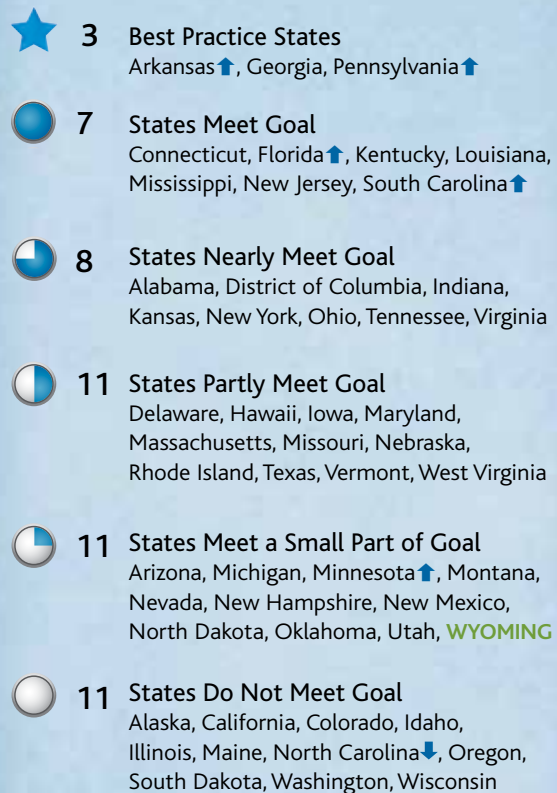 3 Best Practice States
Arkansas⬆, Georgia, Pennsylvania⬆
7 States Meet Goal
Connecticut, Florida⬆, Kentucky, Louisiana,
Mississippi, New Jersey, South Carolina⬆
8 States Nearly Meet Goal
Alabama, District of Columbia, Indiana,
Kansas, New York, Ohio, Tennessee, Virginia
11 States Partly Meet Goal
Delaware, Hawaii, Iowa, Maryland,
Massachusetts, Missouri, Nebraska,
Rhode Island, Texas, Vermont, West Virginia
11 States Meet a Small Part of Goal
Arizona, Michigan, Minnesota⬆, Montana,
Nevada, New Hampshire, New Mexico,
North Dakota, Oklahoma, Utah, WYOMING
11 States Do Not Meet Goal
Alaska, California, Colorado, Idaho,
Illinois, Maine, North Carolina⬇, Oregon,
South Dakota, Washington, Wisconsin